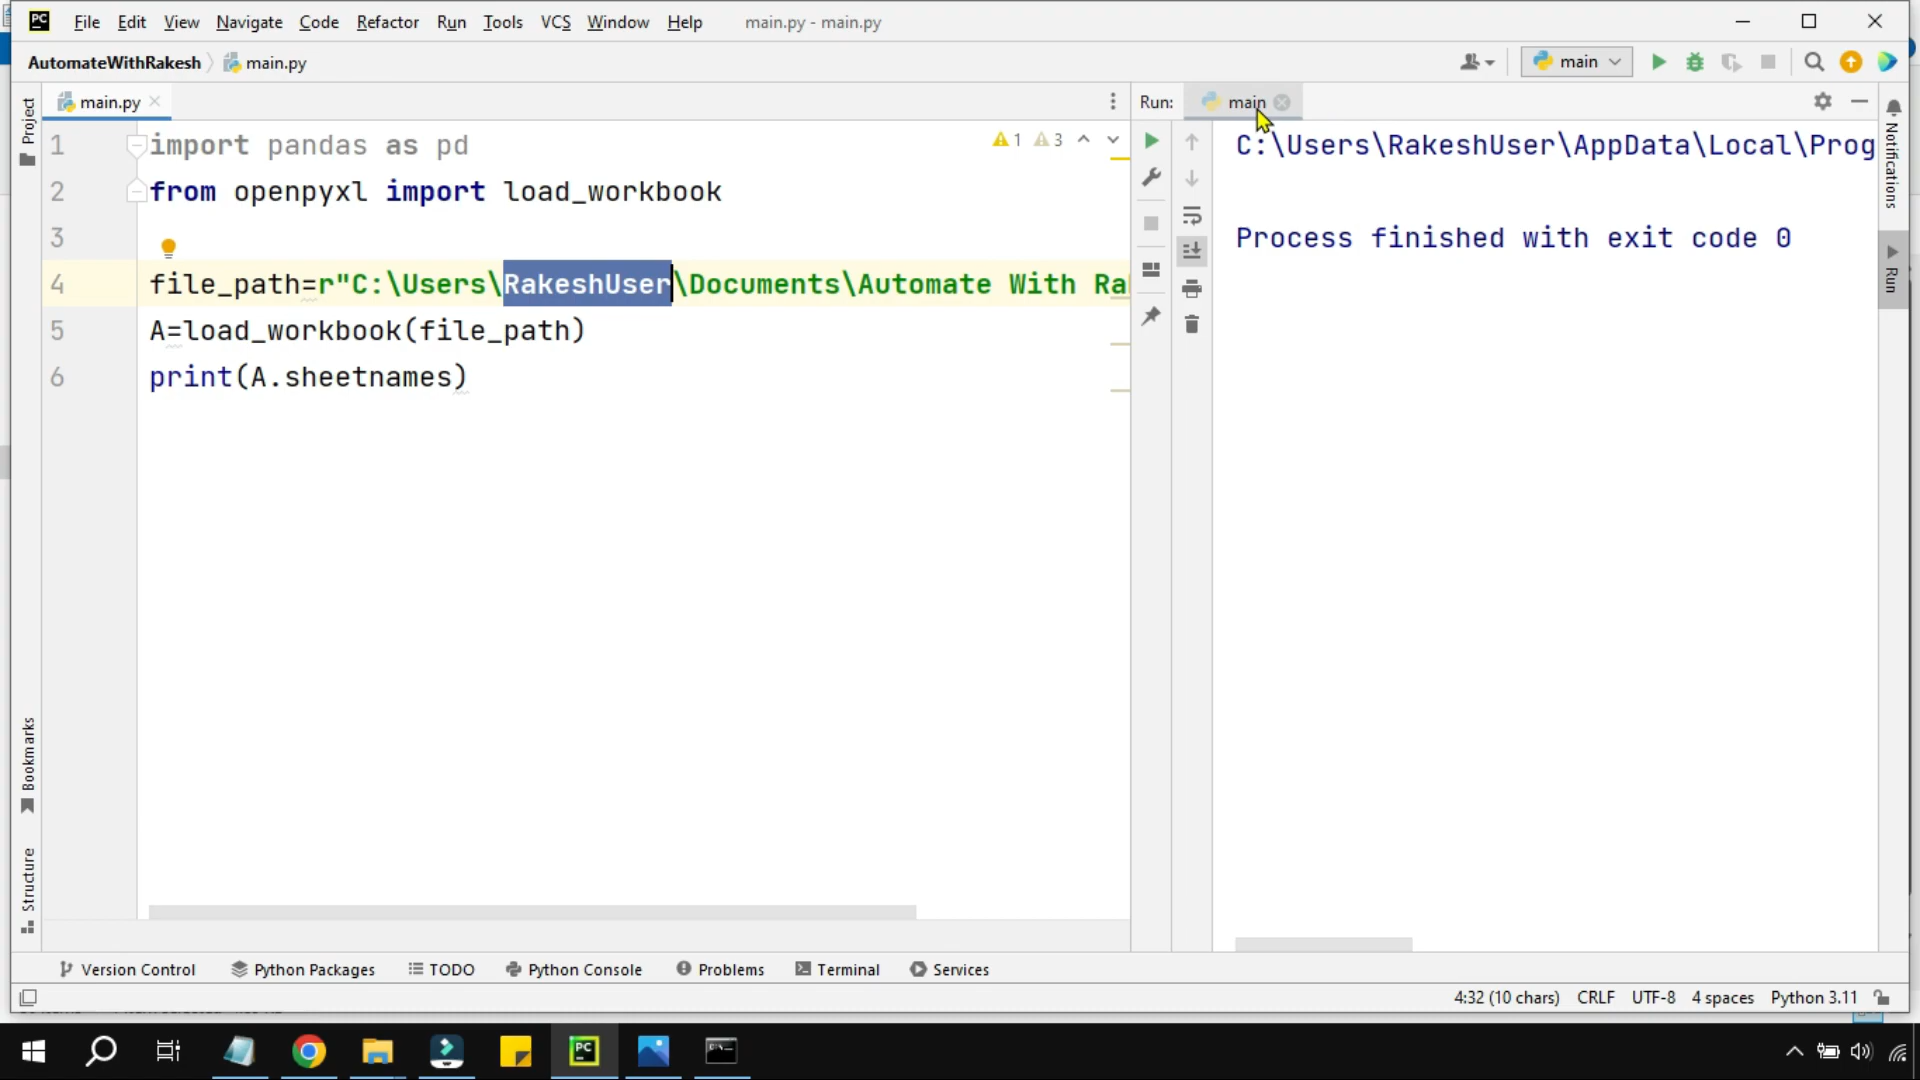 PC File Edit View Navigate Code Refactor Run Tools VCS Window Help main.py - main.py
AutomateWithRakesh main.py main
main.py Run: main
Project
1 import pandas as pd 1 3
2 from openpyxl import load_workbook
3
4 file_path=r"C:\Users\RakeshUser\Documents\Automate With Ra
5 A=load_workbook(file_path)
6 print(A.sheetnames)
C:\Users\RakeshUser\AppData\Local\Prog
Process finished with exit code 0
Notifications
Run
Bookmarks
Structure
Version Control Python Packages TODO Python Console Problems Terminal Services
4:32 (10 chars) CRLF UTF-8 4 spaces Python 3.11
PC